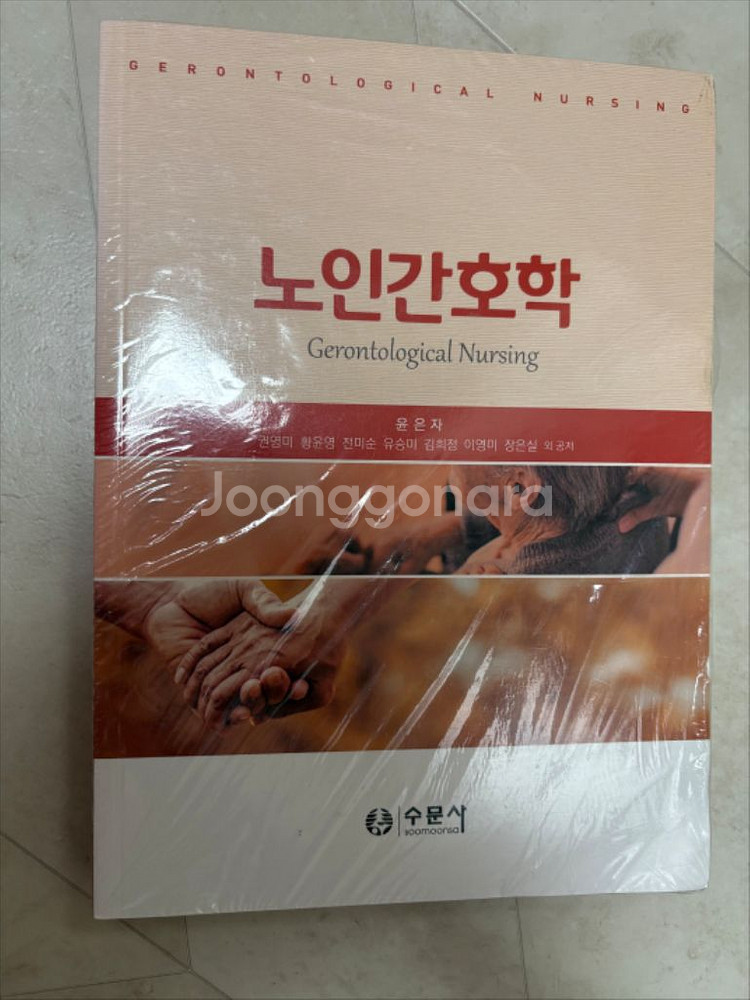 GERONTOLOGICAL NURSING
노인간호학
Gerontological Nursing
윤은자
권영미 황윤영 전미순 유승미 김희정 이영미 장은실 외 공저
Joonggonara
수문사
soomoonsa